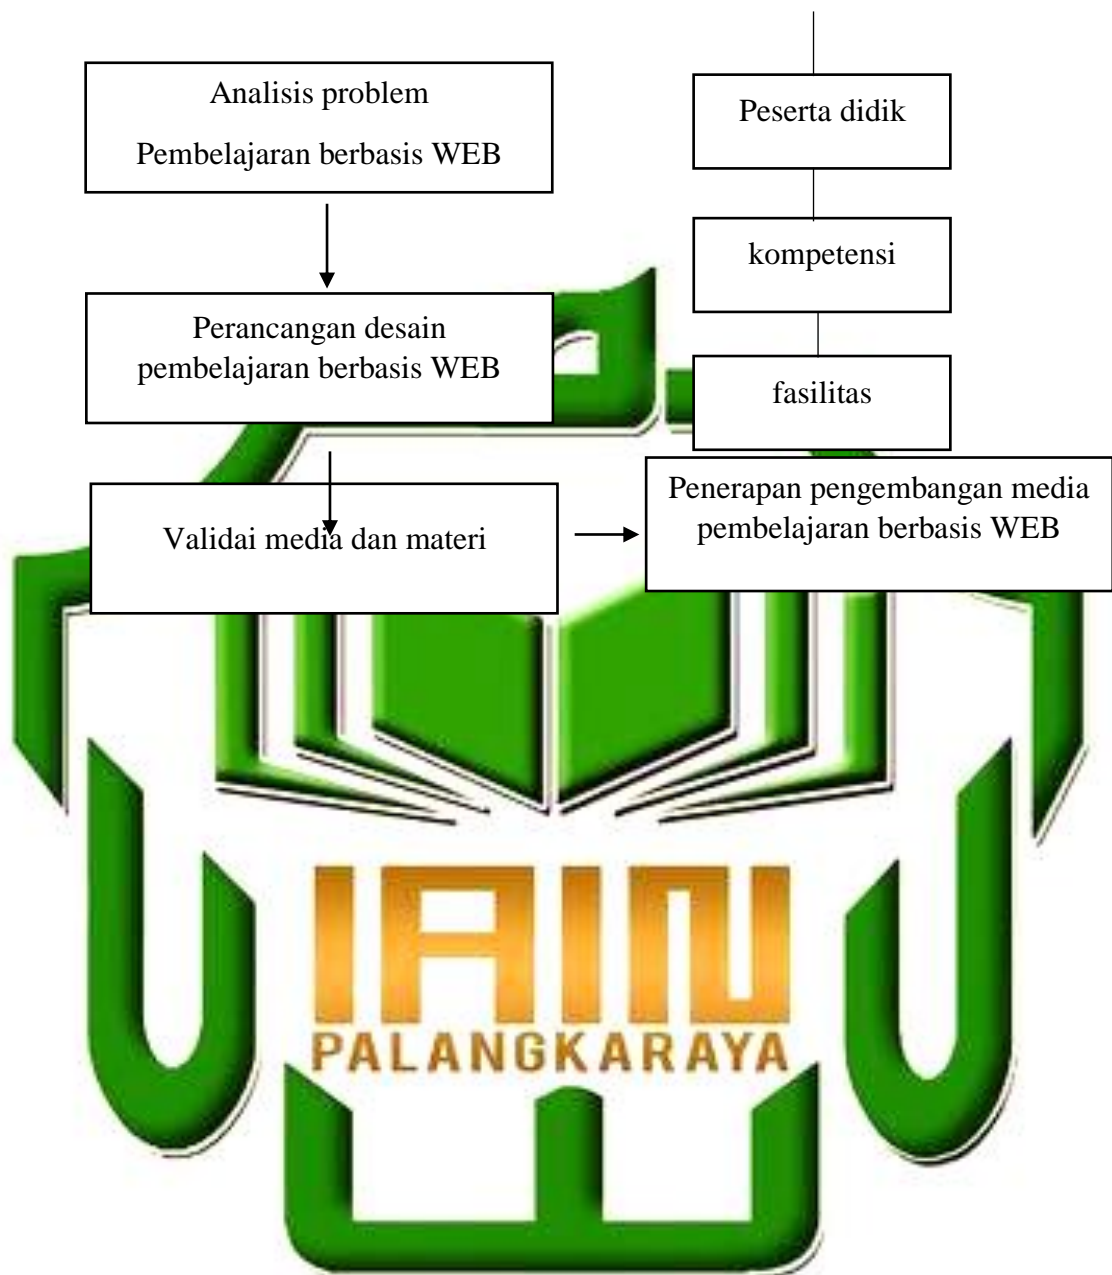 Analisis problem
Pembelajaran berbasis WEB
Peserta didik
kompetensi
Perancangan desain
pembelajaran berbasis WEB
fasilitas
Validai media dan materi
Penerapan pengembangan media
pembelajaran berbasis WEB
IAIN
PALANGKARAYA